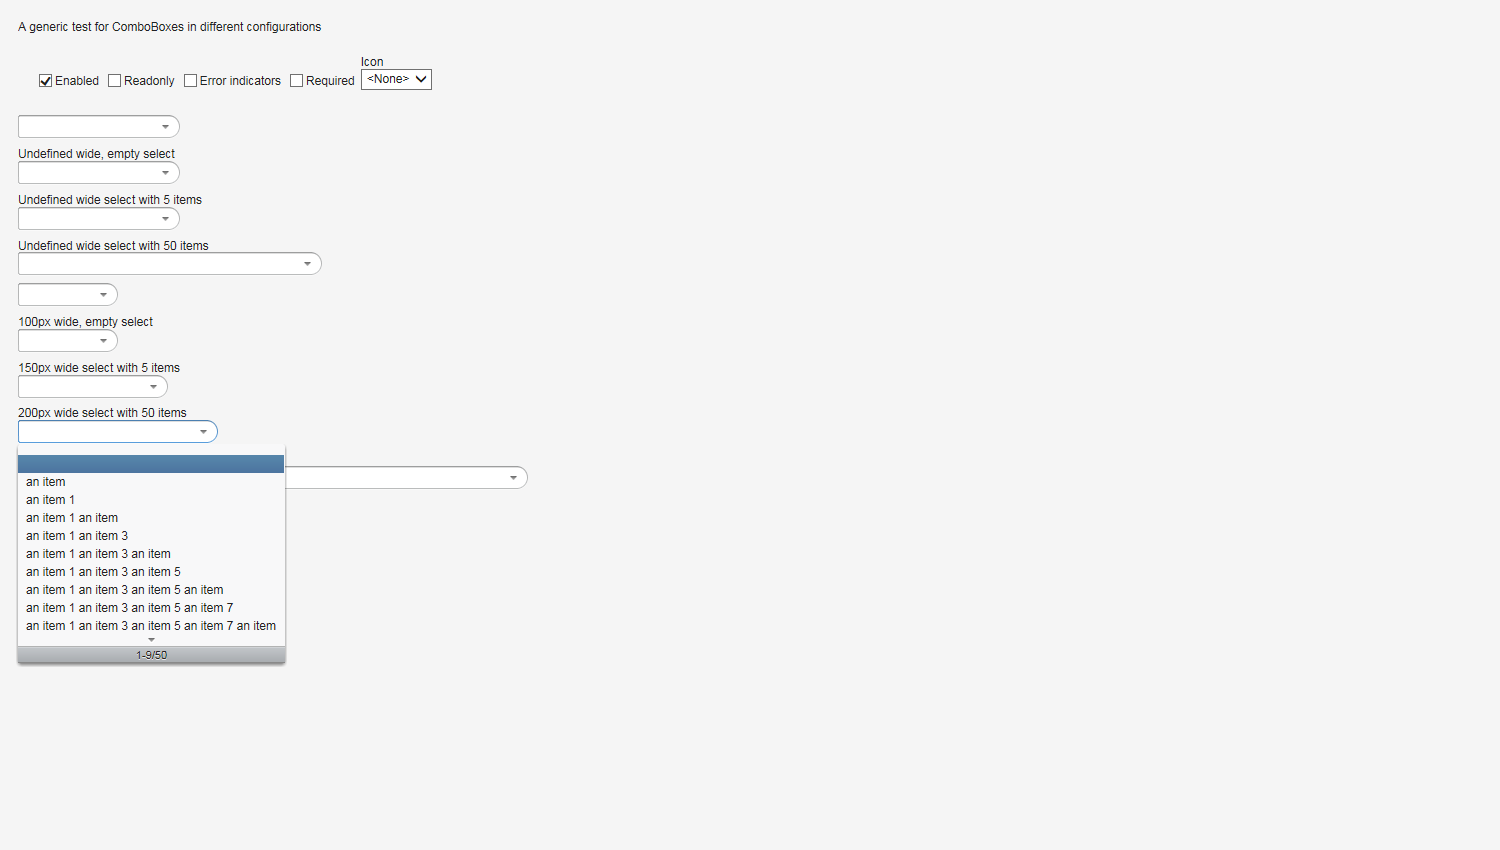 A generic test for ComboBoxes in different configurations
Icon
Enabled Readonly Error indicators Required <None>
Undefined wide, empty select
Undefined wide select with 5 items
Undefined wide select with 50 items
100px wide, empty select
150px wide select with 5 items
200px wide select with 50 items
an item
an item 1
an item 1 an item
an item 1 an item 3
an item 1 an item 3 an item
an item 1 an item 3 an item 5
an item 1 an item 3 an item 5 an item
an item 1 an item 3 an item 5 an item 7
an item 1 an item 3 an item 5 an item 7 an item
1-9/50